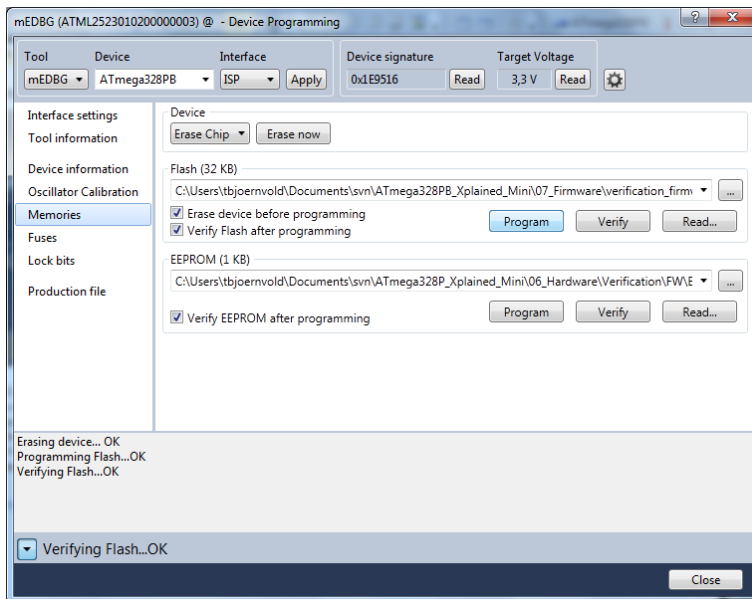 mEDBG (ATML2523010200000003) @ - Device Programming
Tool Device Interface Device signature Target Voltage
mEDBG ATmega328PB ISP Apply 0x1E9516 Read 3,3 V Read
Interface settings
Tool information
Device information
Oscillator Calibration
Memories
Fuses
Lock bits
Production file
Device
Erase Chip Erase now
Flash (32 KB)
C:\Users\tbjoernvold\Documents\svn\ATmega328PB_Xplained_Mini\07_Firmware\verification_firm ...
Erase device before programming
Verify Flash after programming
Program Verify Read...
EEPROM (1 KB)
C:\Users\tbjoernvold\Documents\svn\ATmega328P_Xplained_Mini\06_Hardware\Verification\FW\E ...
Verify EEPROM after programming
Program Verify Read...
Erasing device... OK
Programming Flash...OK
Verifying Flash...OK
Verifying Flash...OK
Close